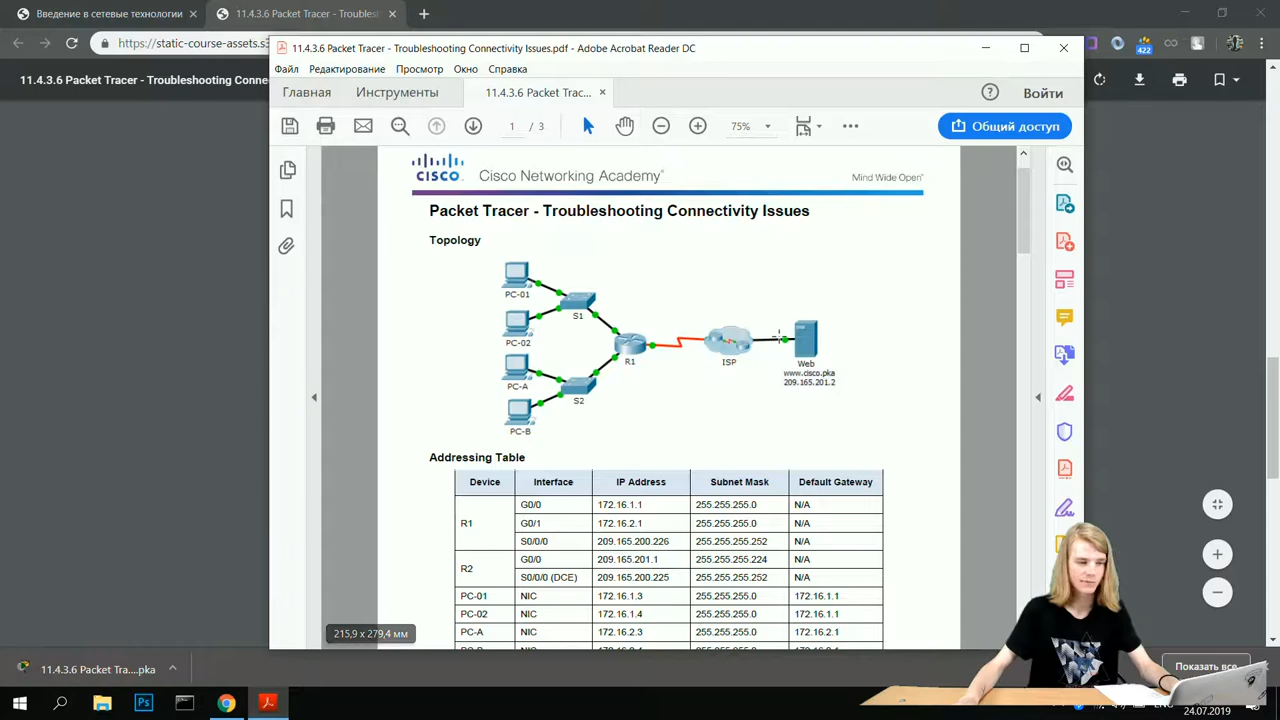 Введение в сетевые технологии
11.4.3.6 Packet Tracer - Troubles
https://static-course-assets.s3
422
11.4.3.6 Packet Tracer - Troubleshooting Conne
11.4.3.6 Packet Tracer - Troubleshooting Connectivity Issues.pdf - Adobe Acrobat Reader DC
Файл Редактирование Просмотр Окно Справка
Главная Инструменты 11.4.3.6 Packet Trac... Войти
1 / 3 75% Общий доступ
CISCO Cisco Networking Academy® Mind Wide Open®
Packet Tracer - Troubleshooting Connectivity Issues
Topology
PC-01
S1
PC-02
R1
ISP
Web
www.cisco.pka
209.165.201.2
PC-A
S2
PC-B
Addressing Table
Device Interface IP Address Subnet Mask Default Gateway
R1 G0/0 172.16.1.1 255.255.255.0 N/A
G0/1 172.16.2.1 255.255.255.0 N/A
S0/0/0 209.165.200.226 255.255.255.252 N/A
R2 G0/0 209.165.201.1 255.255.255.224 N/A
S0/0/0 (DCE) 209.165.200.225 255.255.255.252 N/A
PC-01 NIC 172.16.1.3 255.255.255.0 172.16.1.1
PC-02 NIC 172.16.1.4 255.255.255.0 172.16.1.1
PC-A NIC 172.16.2.3 255.255.255.0 172.16.2.1
215,9 x 279,4 мм
11.4.3.6 Packet Tra....pka
Показать все
Ps
24.07.2019